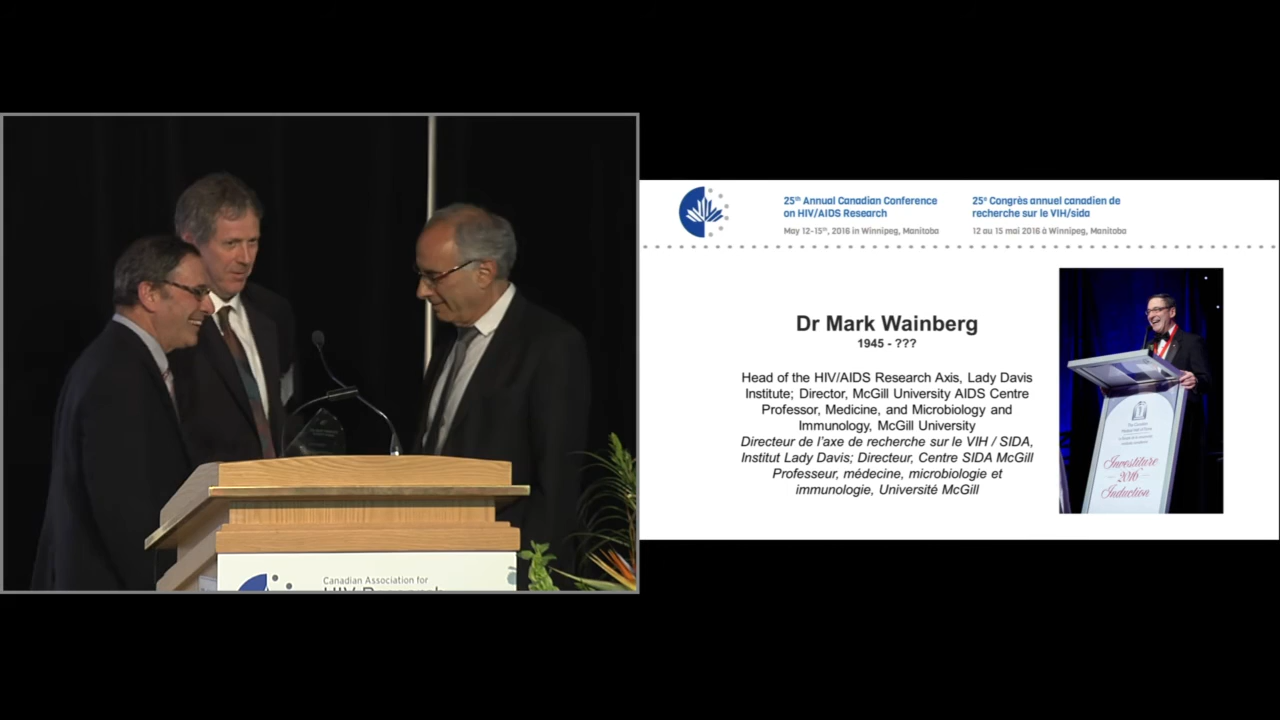 Canadian Association for
HIV Research
25th Annual Canadian Conference
on HIV/AIDS Research
May 12-15th, 2016 in Winnipeg, Manitoba
25e Congrès annuel canadien de
recherche sur le VIH/sida
12 au 15 mai 2016 à Winnipeg, Manitoba
Dr Mark Wainberg
1945 - ???
Head of the HIV/AIDS Research Axis, Lady Davis
Institute; Director, McGill University AIDS Centre
Professor, Medicine, and Microbiology and
Immunology, McGill University
Directeur de l'axe de recherche sur le VIH / SIDA,
Institut Lady Davis; Directeur, Centre SIDA McGill
Professeur, médecine, microbiologie et
immunologie, Université McGill
Investiture
2016
Induction